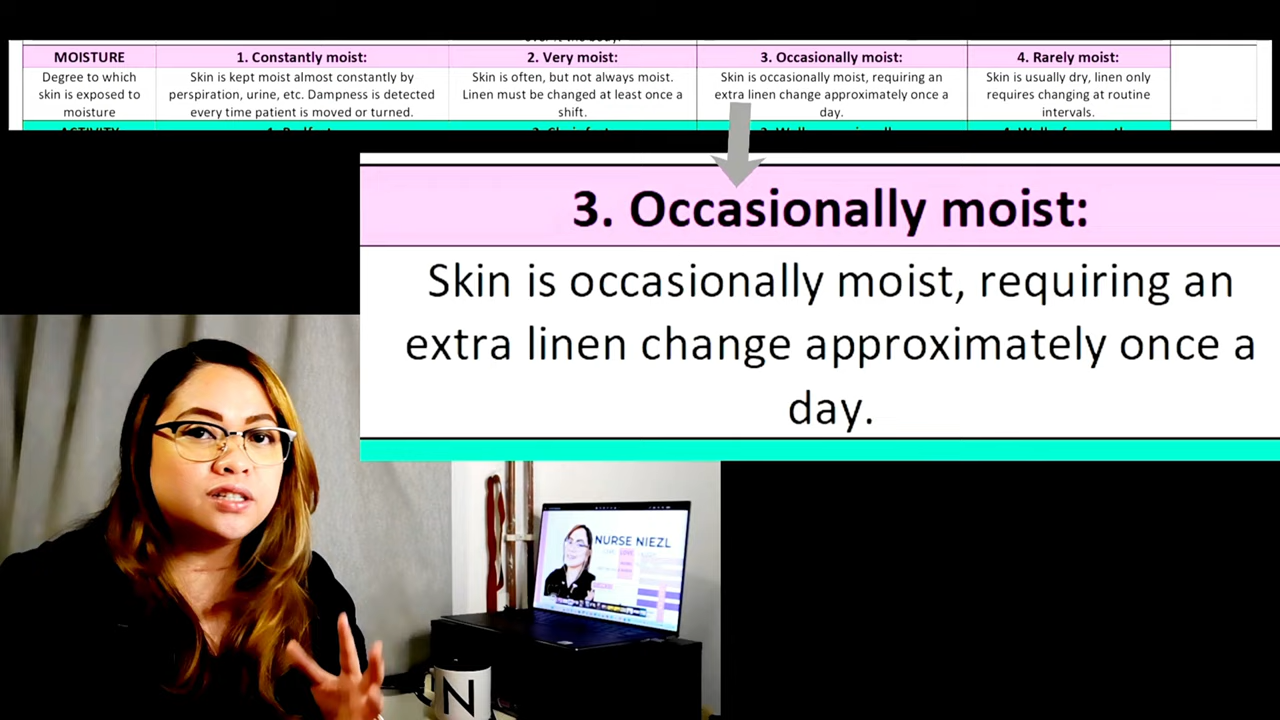 MOISTURE
1. Constantly moist:
2. Very moist:
3. Occasionally moist:
4. Rarely moist:
Degree to which
skin is exposed to
moisture
Skin is kept moist almost constantly by
perspiration, urine, etc. Dampness is detected
every time patient is moved or turned.
Skin is often, but not always moist.
Linen must be changed at least once a
shift.
Skin is occasionally moist, requiring an
extra linen change approximately once a
day.
Skin is usually dry, linen only
requires changing at routine
intervals.
3. Occasionally moist:
Skin is occasionally moist, requiring an
extra linen change approximately once a
day.
NURSE NIEZL
N